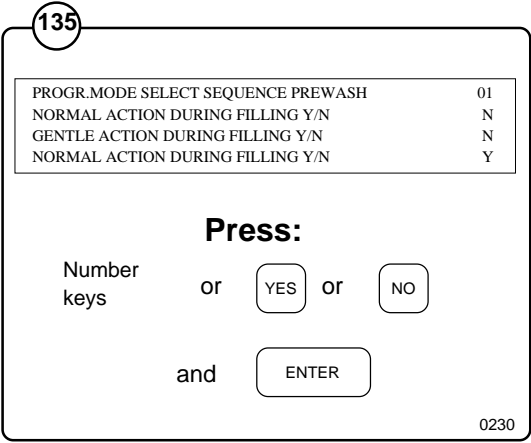 135
PROGR.MODE SELECT SEQUENCE PREWASH 01
NORMAL ACTION DURING FILLING Y/N N
GENTLE ACTION DURING FILLING Y/N N
NORMAL ACTION DURING FILLING Y/N Y
Press:
Number keys or YES or NO
and ENTER
0230